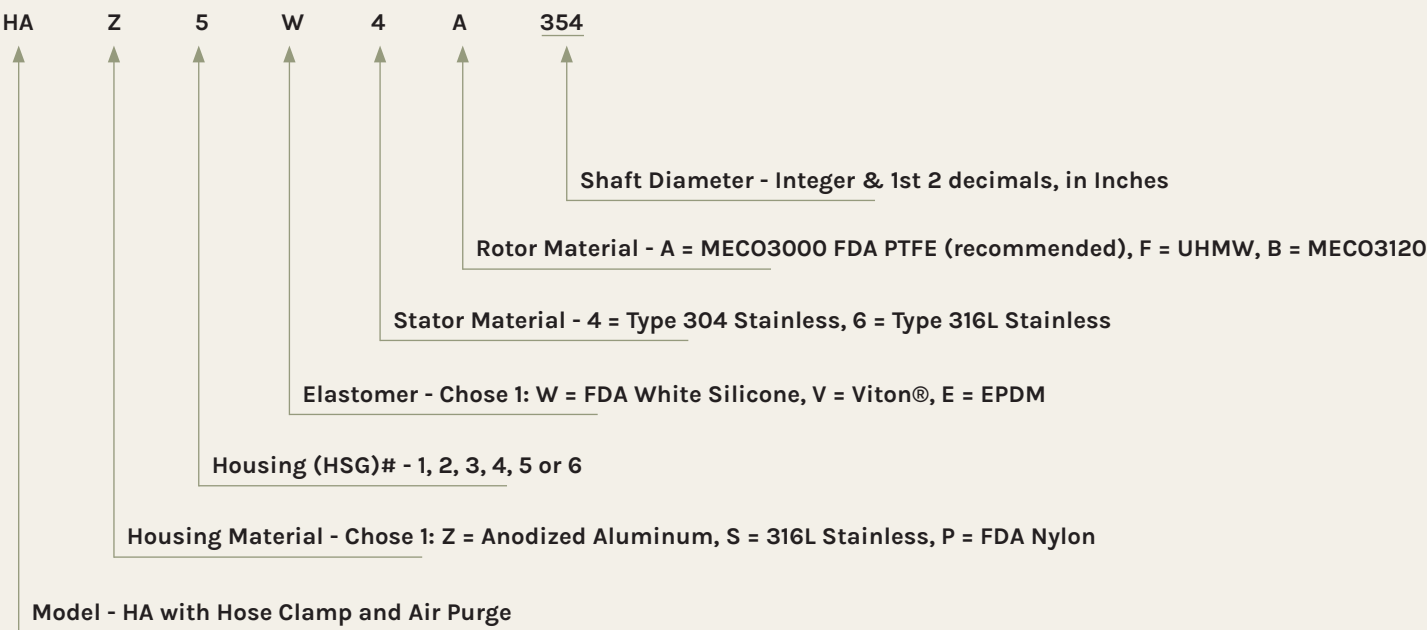 HA Z 5 W 4 A 354
Shaft Diameter - Integer & 1st 2 decimals, in Inches
Rotor Material - A = MECO3000 FDA PTFE (recommended), F = UHMW, B = MECO3120
Stator Material - 4 = Type 304 Stainless, 6 = Type 316L Stainless
Elastomer - Chose 1: W = FDA White Silicone, V = Viton®, E = EPDM
Housing (HSG)# - 1, 2, 3, 4, 5 or 6
Housing Material - Chose 1: Z = Anodized Aluminum, S = 316L Stainless, P = FDA Nylon
Model - HA with Hose Clamp and Air Purge